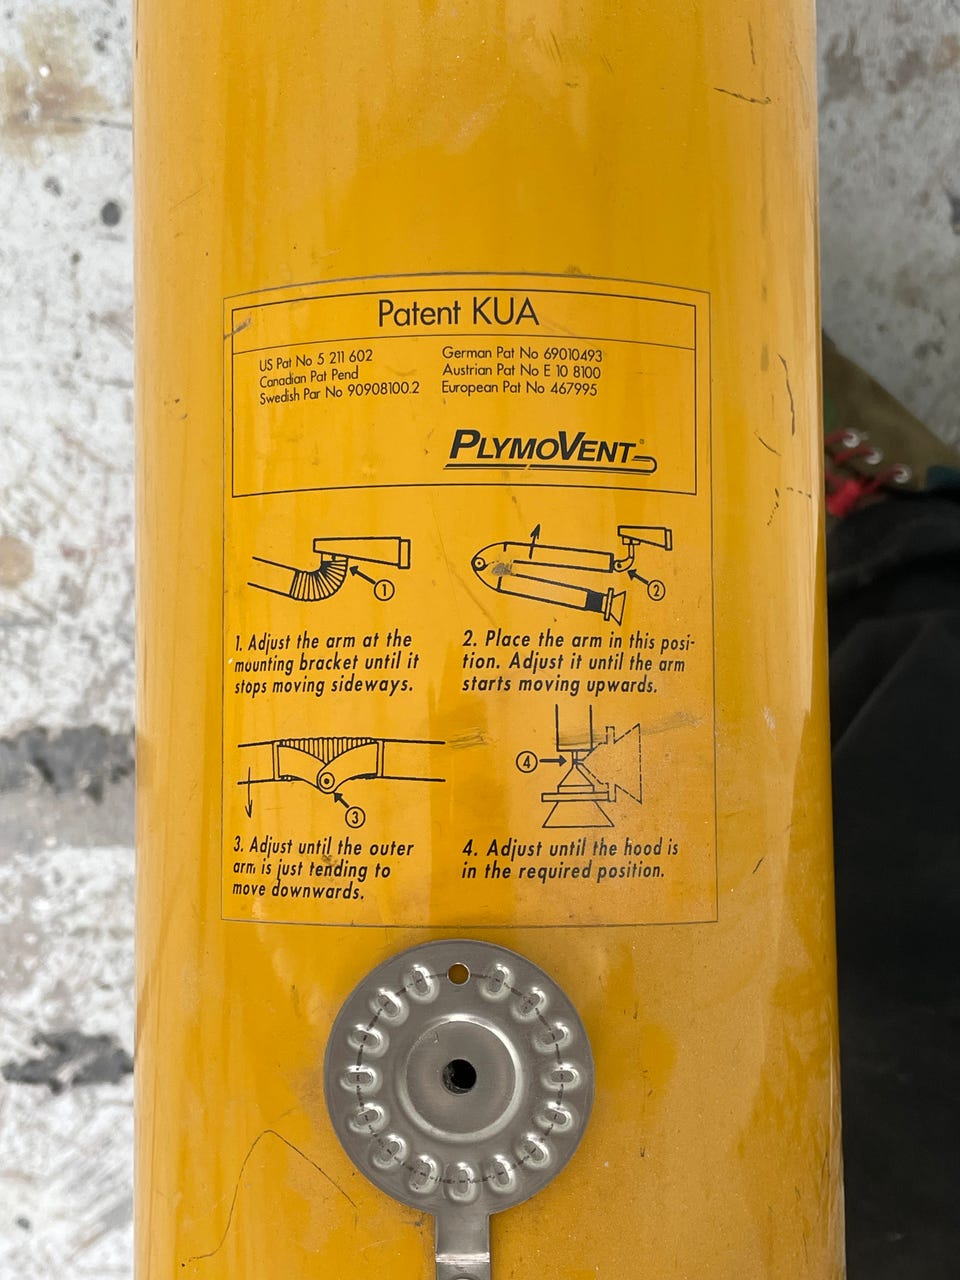 Patent KUA
US Pat No 5 211 602
Canadian Pat Pend
Swedish Par No 90908100.2
German Pat No 69010493
Austrian Pat No E 10 8100
European Pat No 467995
PLYMOVENT®
1
2
1. Adjust the arm at the
mounting bracket until it
stops moving sideways.
2. Place the arm in this posi-
tion. Adjust it until the arm
starts moving upwards.
3
4
3. Adjust until the outer
arm is just tending to
move downwards.
4. Adjust until the hood is
in the required position.